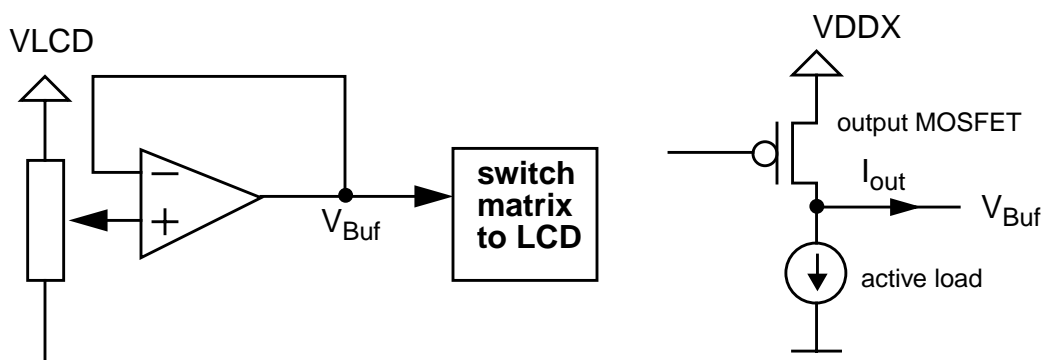 VLCD
VDDX
output MOSFET
−
+
V_Buf
switch
matrix
to LCD
I_out
V_Buf
active load